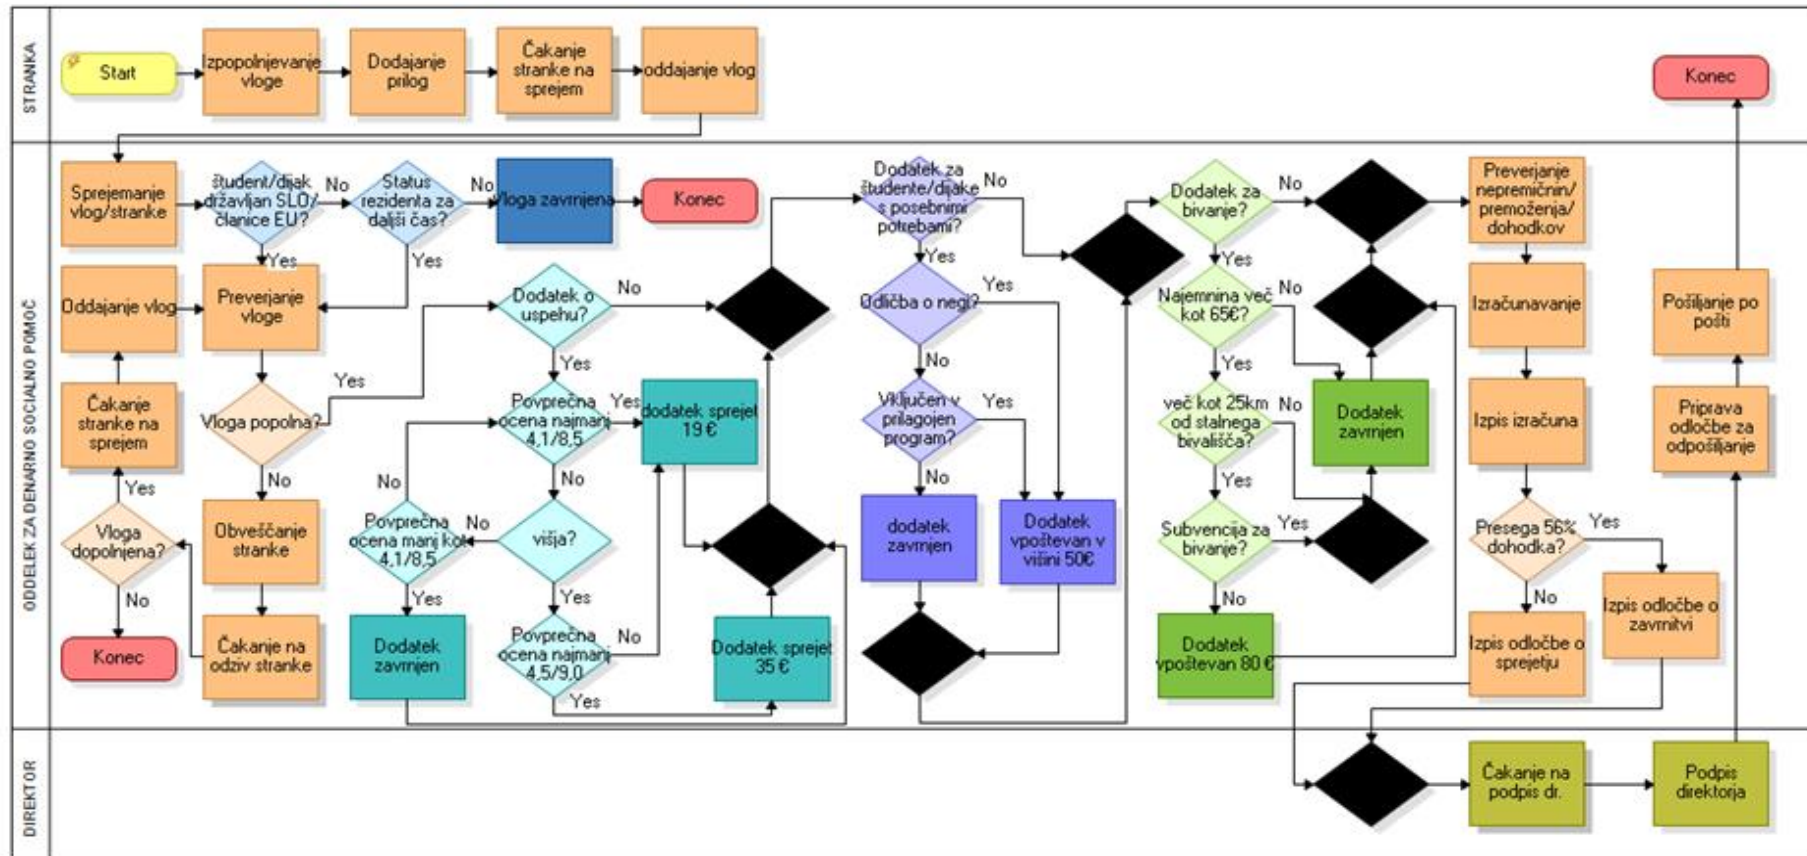 STRANKA
Start
Izpopolnjevanje
vloge
Dodajanje
prilog
Čakanje
stranke na
sprejem
oddajanje vlog
Konec
ODDELEK ZA DENARNO SOCIALNO POMOČ
Sprejemanje
vlog/stranke
študent/dijak
državljan SLO/
članice EU?
No
Yes
Status
rezidenta za
daljši čas?
No
Yes
Vloga zavrnjena
Konec
Oddajanje vlog
Preverjanje
vloge
Čakanje
stranke na
sprejem
Vloga popolna?
Yes
No
Yes
Vloga
dopolnjena?
No
Obveščanje
stranke
Konec
Čakanje na
odziv stranke
Dodatek o
uspehu?
No
Yes
Povprečna
ocena najmanj
4,1/8,5
Yes
No
dodatek sprejet
19 €
No
Povprečna
ocena manj kot
4,1/8,5
No
Yes
višja?
Yes
Dodatek
zavrnjen
Povprečna
ocena najmanj
4,5/9,0
No
Yes
Dodatek sprejet
35 €
Dodatek za
študente/dijake
s posebnimi
potrebami?
No
Yes
Odličba o negi?
Yes
No
Vključen v
prilagojen
program?
Yes
No
dodatek
zavrnjen
Dodatek
vpoštevan v
višini 50€
Dodatek za
bivanje?
No
Yes
Najemnina več
kot 65€?
No
Yes
več kot 25km
od stalnega
bivališča?
No
Yes
Dodatek
zavrnjen
Subvencija za
bivanje?
Yes
No
Dodatek
vpoštevan 80 €
Preverjanje
nepremičnin/
premoženja/
dohodkov
Izračunavanje
Izpis izračuna
Presega 56%
dohodka?
Yes
No
Izpis odločbe o
sprejetju
Izpis odločbe o
zavrnitvi
Pošiljanje po
pošti
Priprava
odločbe za
odpošiljanje
DIREKTOR
Čakanje na
podpis dr.
Podpis
direktorja